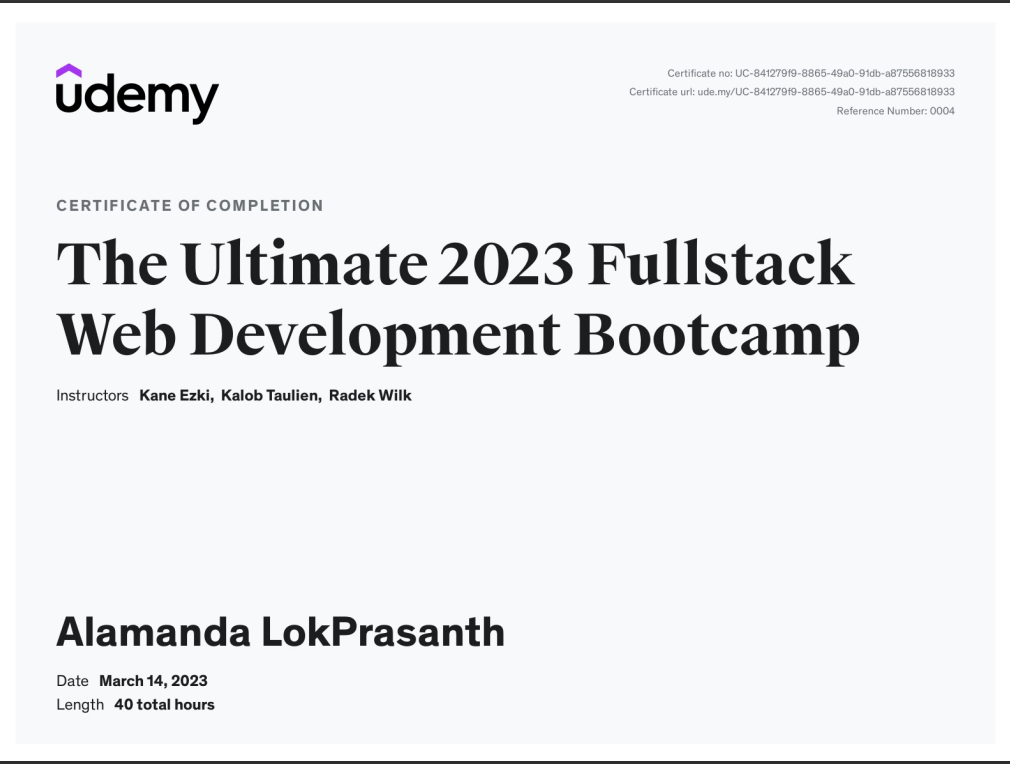 udemy
Certificate no: UC-841279f9-8865-49a0-91db-a87556818933
Certificate url: ude.my/UC-841279f9-8865-49a0-91db-a87556818933
Reference Number: 0004
CERTIFICATE OF COMPLETION
The Ultimate 2023 Fullstack
Web Development Bootcamp
Instructors Kane Ezki, Kalob Taulien, Radek Wilk
Alamanda LokPrasanth
Date March 14, 2023
Length 40 total hours